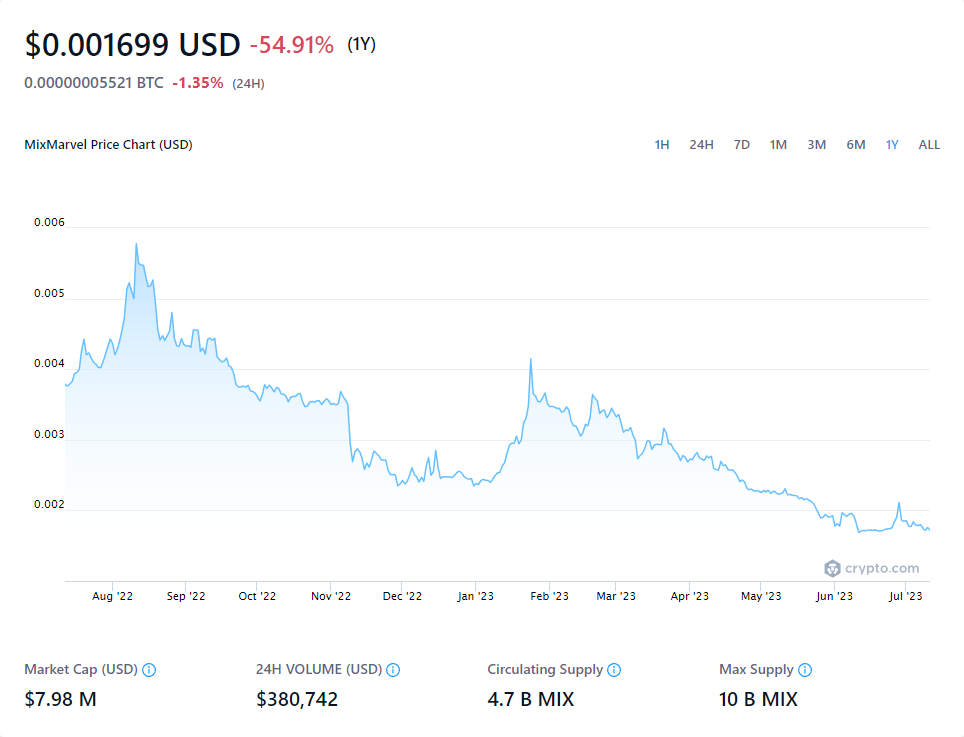 $0.001699 USD -54.91% (1Y)
0.00000005521 BTC -1.35% (24H)
MixMarvel Price Chart (USD) 1H 24H 7D 1M 3M 6M 1Y ALL
0.006
0.005
0.004
0.003
0.002
crypto.com
Aug '22 Sep '22 Oct '22 Nov '22 Dec '22 Jan '23 Feb '23 Mar '23 Apr '23 May '23 Jun '23 Jul '23
Market Cap (USD) 24H VOLUME (USD) Circulating Supply Max Supply
$7.98 M $380,742 4.7 B MIX 10 B MIX